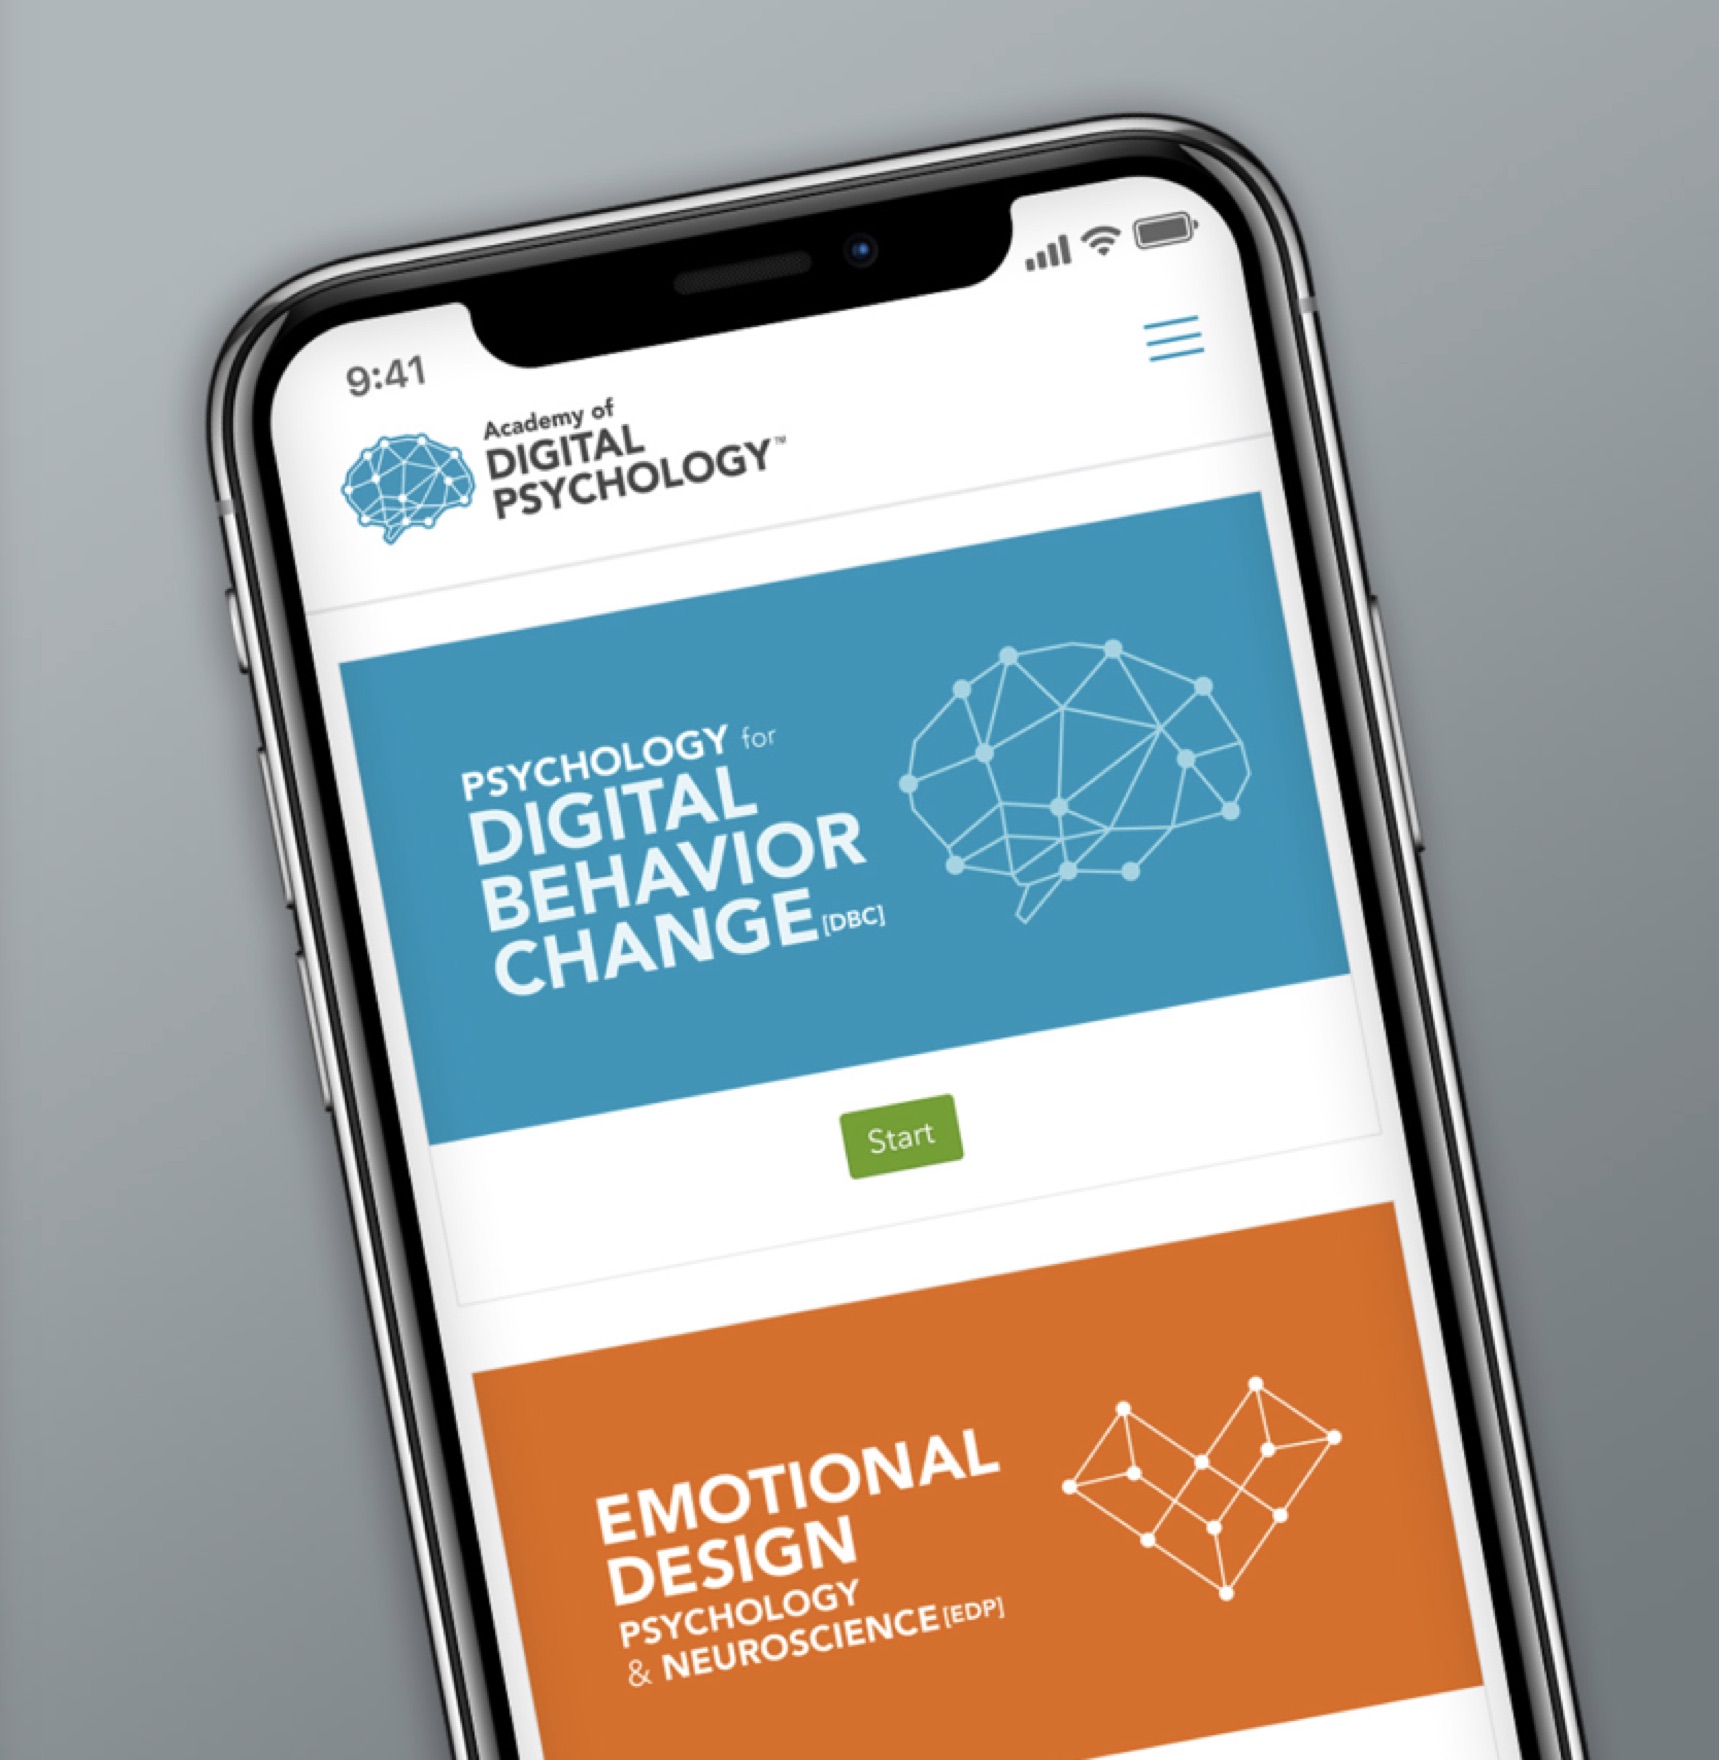 9:41
Academy of
DIGITAL
PSYCHOLOGY™
PSYCHOLOGY for
DIGITAL
BEHAVIOR
CHANGE [DBC]
Start
EMOTIONAL
DESIGN
PSYCHOLOGY
& NEUROSCIENCE [EDP]